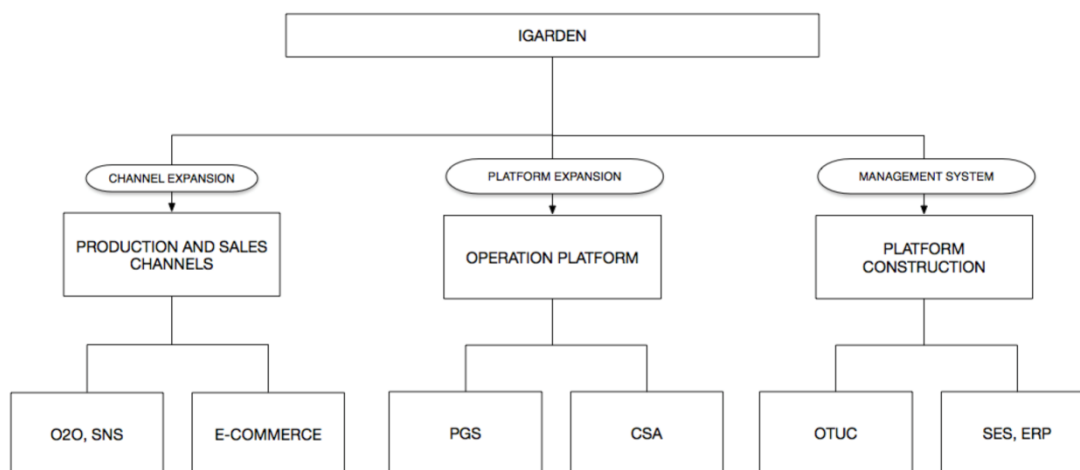 IGARDEN
CHANNEL EXPANSION
PLATFORM EXPANSION
MANAGEMENT SYSTEM
PRODUCTION AND SALES
CHANNELS
OPERATION PLATFORM
PLATFORM
CONSTRUCTION
O2O, SNS
E-COMMERCE
PGS
CSA
OTUC
SES, ERP